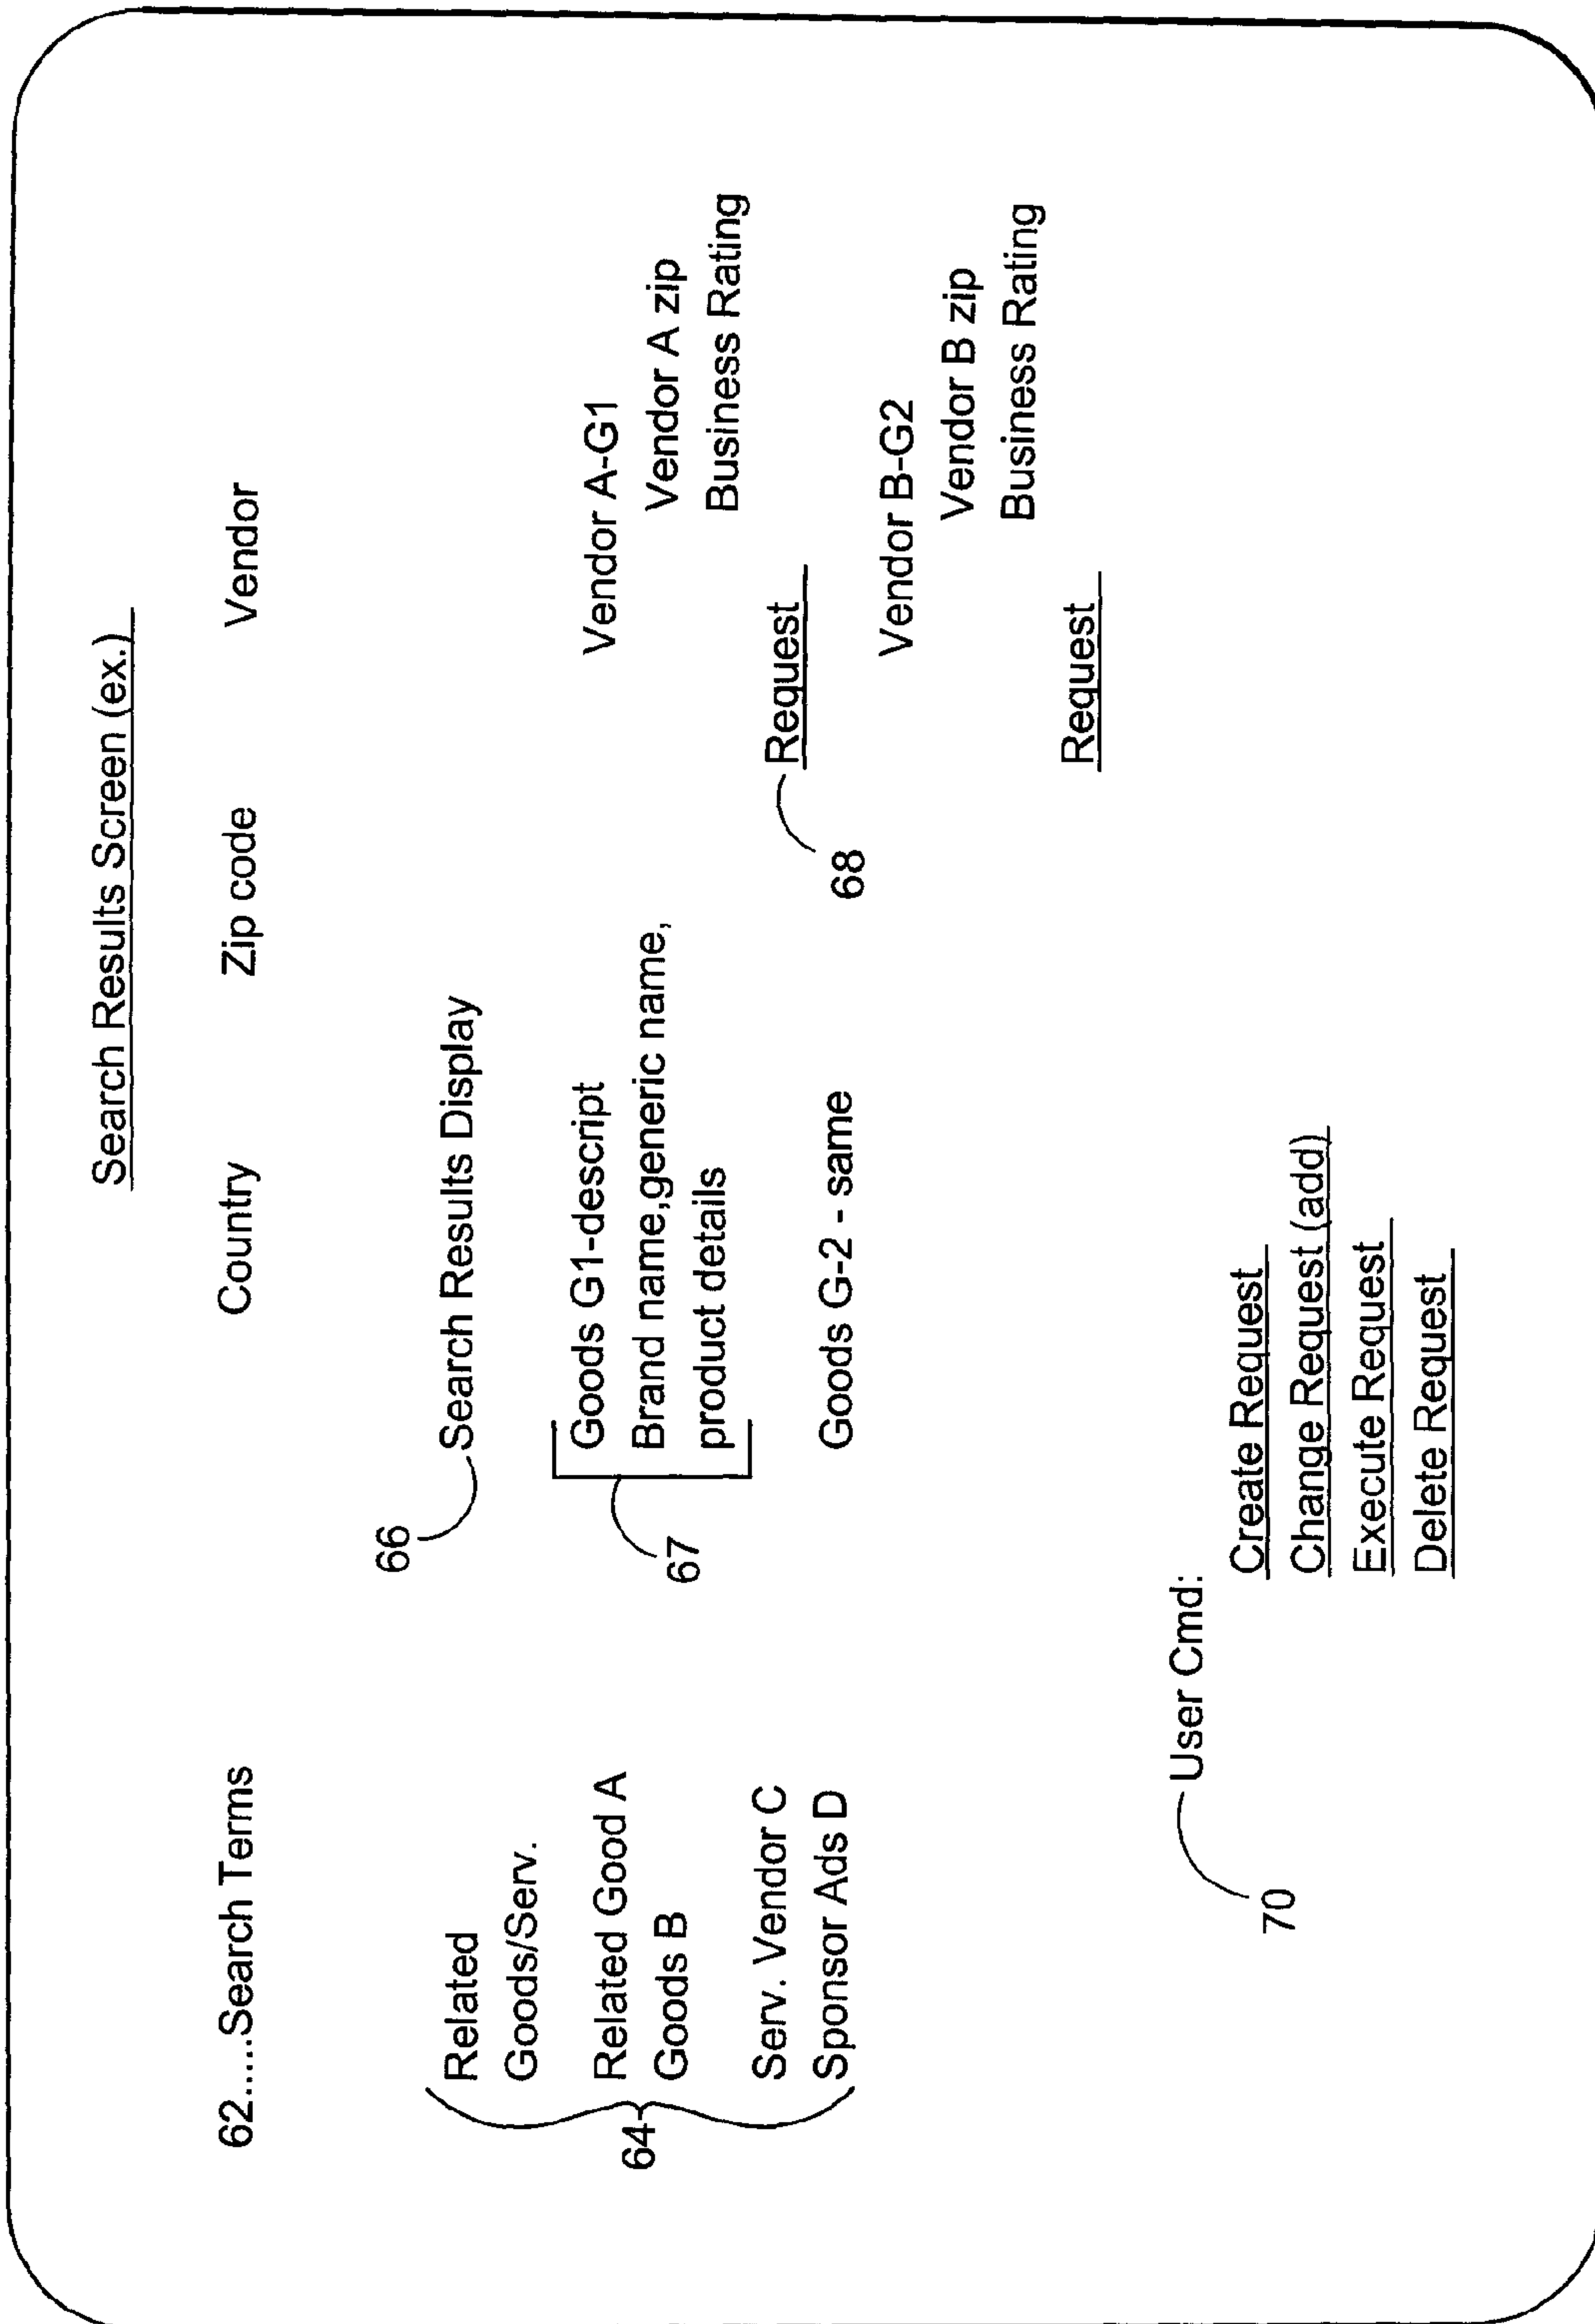 Search Results Screen (ex.)
62.....Search Terms Country Zip code Vendor
66
Search Results Display
64
Related
Goods/Serv.
Related Good A
Goods B
Serv. Vendor C
Sponsor Ads D
67
Goods G1-descript
Brand name,generic name,
product details
Goods G-2 - same
Vendor A-G1
Vendor A zip
Business Rating
68
Request
Vendor B-G2
Vendor B zip
Business Rating
Request
70
User Cmd:
Create Request
Change Request (add)
Execute Request
Delete Request